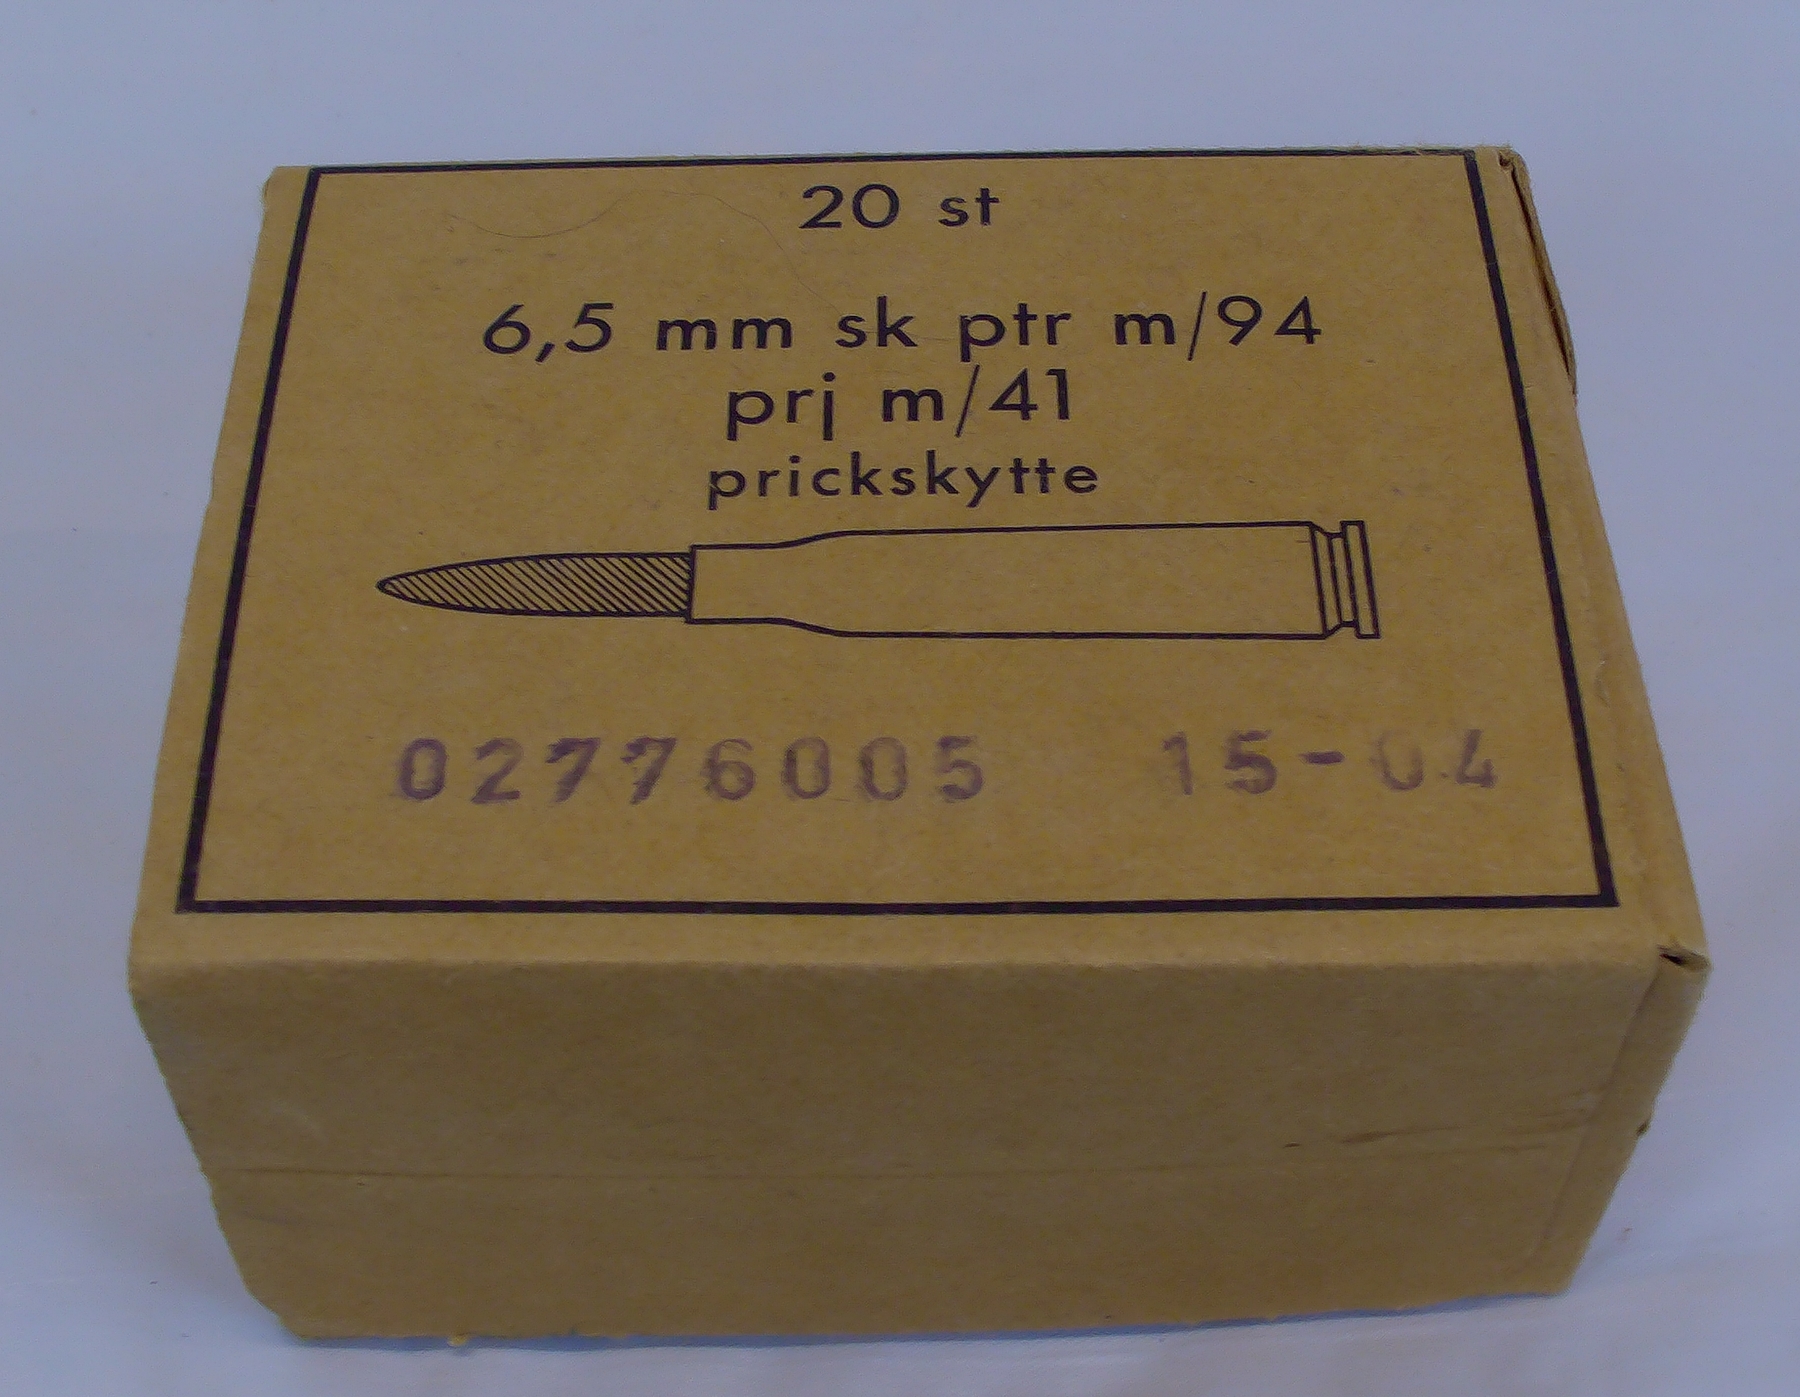 20 st
6,5 mm sk ptr m/94
prj m/41
prickskytte
02776005 15-04